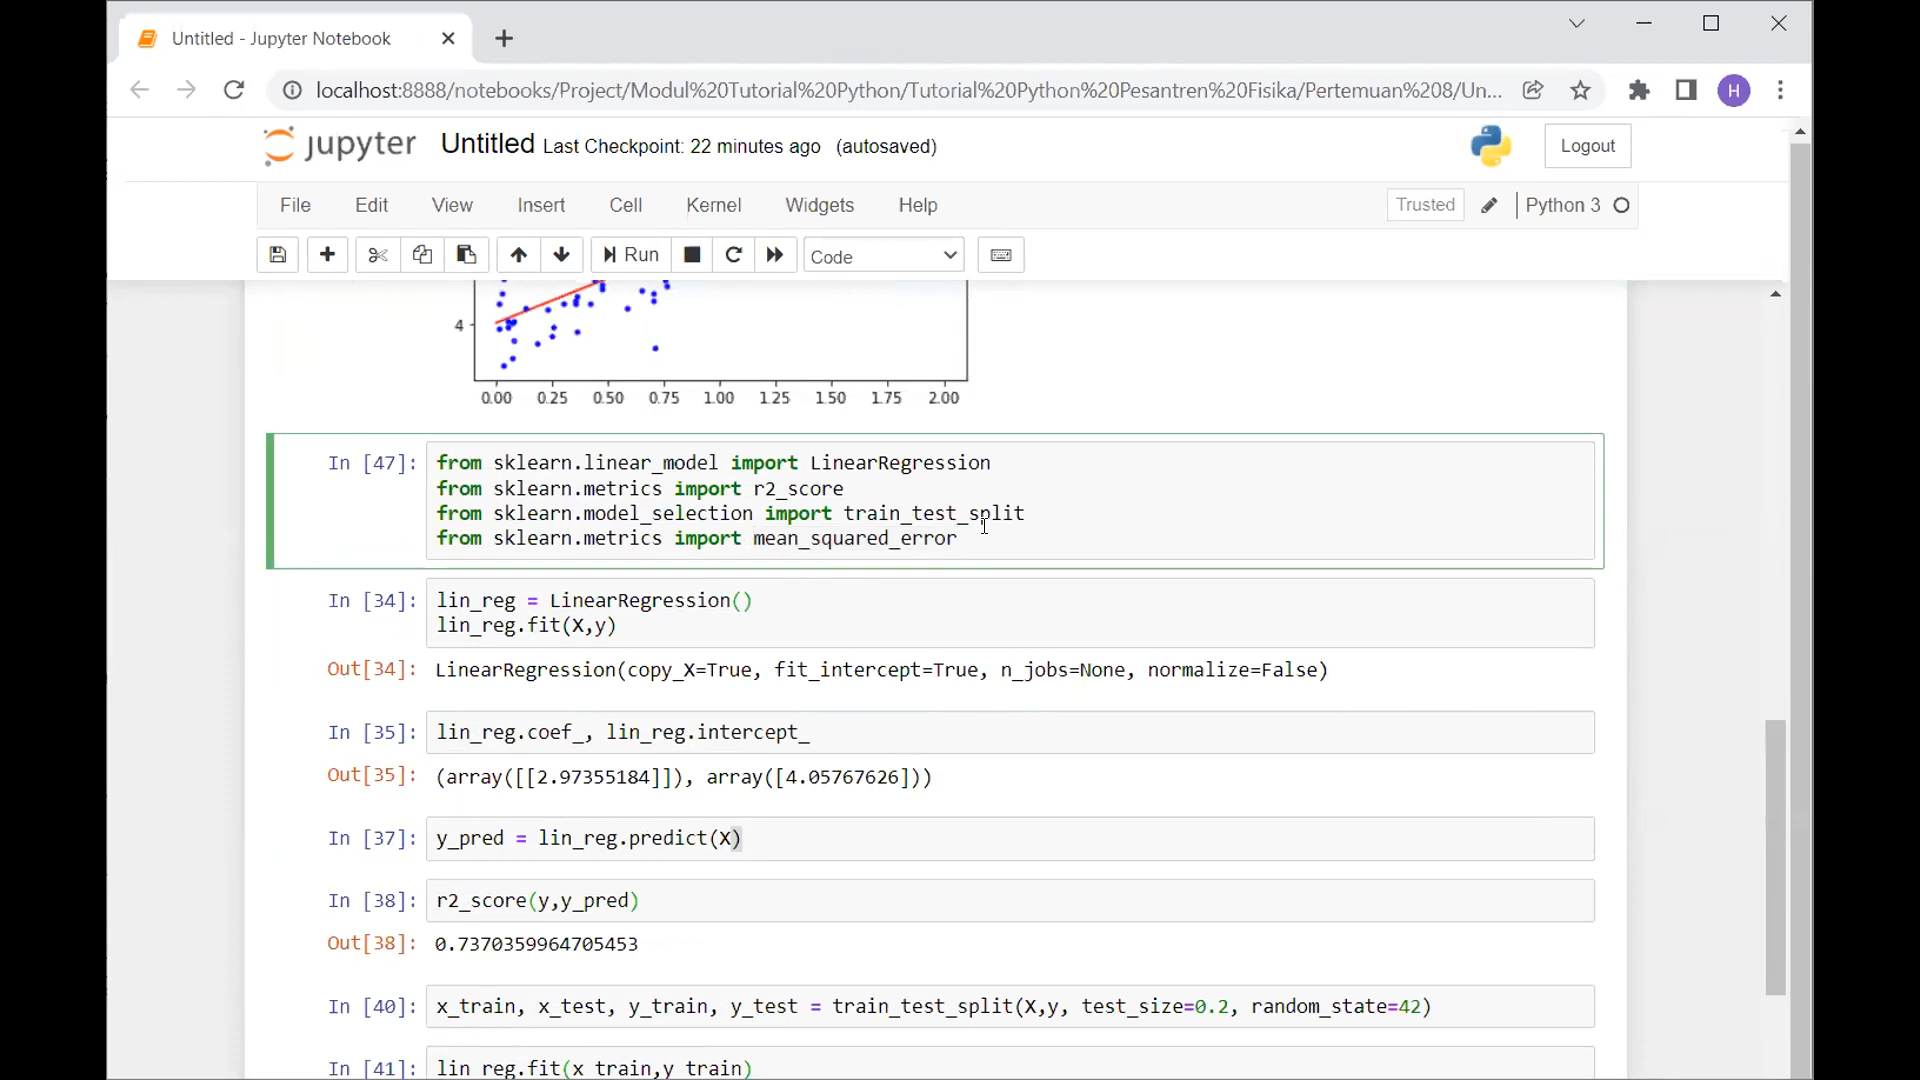 Untitled - Jupyter Notebook
localhost:8888/notebooks/Project/Modul%20Tutorial%20Python/Tutorial%20Python%20Pesantren%20Fisika/Pertemuan%208/Un...
H
jupyter Untitled Last Checkpoint: 22 minutes ago (autosaved)
Logout
File Edit View Insert Cell Kernel Widgets Help
Trusted Python 3
Run Code
4
0.00 0.25 0.50 0.75 1.00 1.25 1.50 1.75 2.00
In [47]: from sklearn.linear_model import LinearRegression
from sklearn.metrics import r2_score
from sklearn.model_selection import train_test_split
from sklearn.metrics import mean_squared_error
In [34]: lin_reg = LinearRegression()
lin_reg.fit(X,y)
Out[34]: LinearRegression(copy_X=True, fit_intercept=True, n_jobs=None, normalize=False)
In [35]: lin_reg.coef_, lin_reg.intercept_
Out[35]: (array([[2.97355184]]), array([4.05767626]))
In [37]: y_pred = lin_reg.predict(X)
In [38]: r2_score(y,y_pred)
Out[38]: 0.7370359964705453
In [40]: x_train, x_test, y_train, y_test = train_test_split(X,y, test_size=0.2, random_state=42)
In [41]: lin_reg.fit(x_train,y_train)